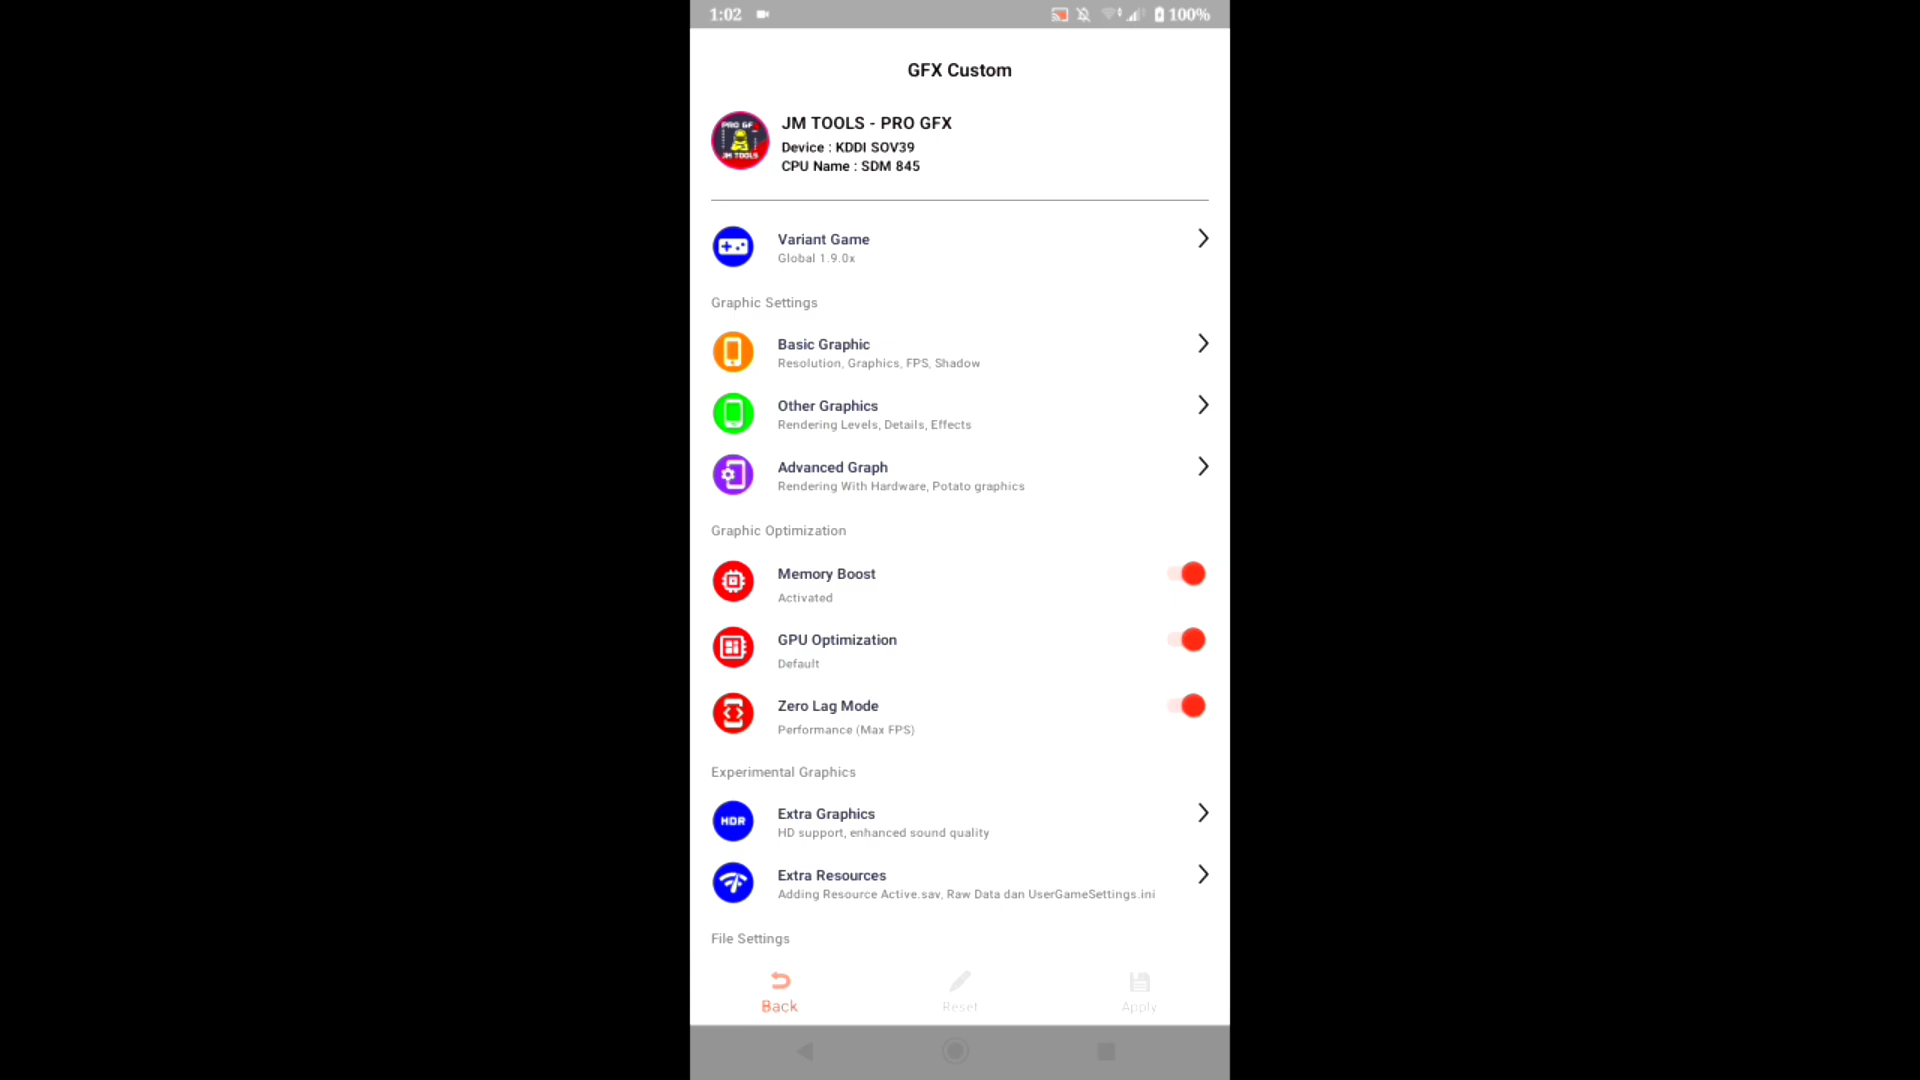 1:02
100%
GFX Custom
PRO GF
JM TOOLS
JM TOOLS - PRO GFX
Device : KDDI SOV39
CPU Name : SDM 845
Variant Game
Global 1.9.0x
Graphic Settings
Basic Graphic
Resolution, Graphics, FPS, Shadow
Other Graphics
Rendering Levels, Details, Effects
Advanced Graph
Rendering With Hardware, Potato graphics
Graphic Optimization
Memory Boost
Activated
GPU Optimization
Default
Zero Lag Mode
Performance (Max FPS)
Experimental Graphics
HDR
Extra Graphics
HD support, enhanced sound quality
Extra Resources
Adding Resource Active.sav, Raw Data dan UserGameSettings.ini
File Settings
Back
Reset
Apply